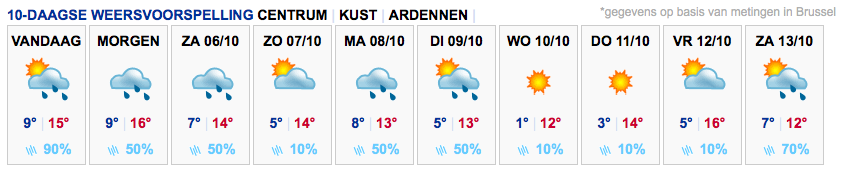 10-DAAGSE WEERSVOORSPELLING CENTRUM | KUST | ARDENNEN |
*gegevens op basis van metingen in Brussel
VANDAAG MORGEN ZA 06/10 ZO 07/10 MA 08/10 DI 09/10 WO 10/10 DO 11/10 VR 12/10 ZA 13/10
9° | 15° 9° | 16° 7° | 14° 5° | 14° 8° | 13° 5° | 13° 1° | 12° 3° | 14° 5° | 16° 7° | 12°
90% 50% 50% 10% 50% 50% 10% 10% 10% 70%